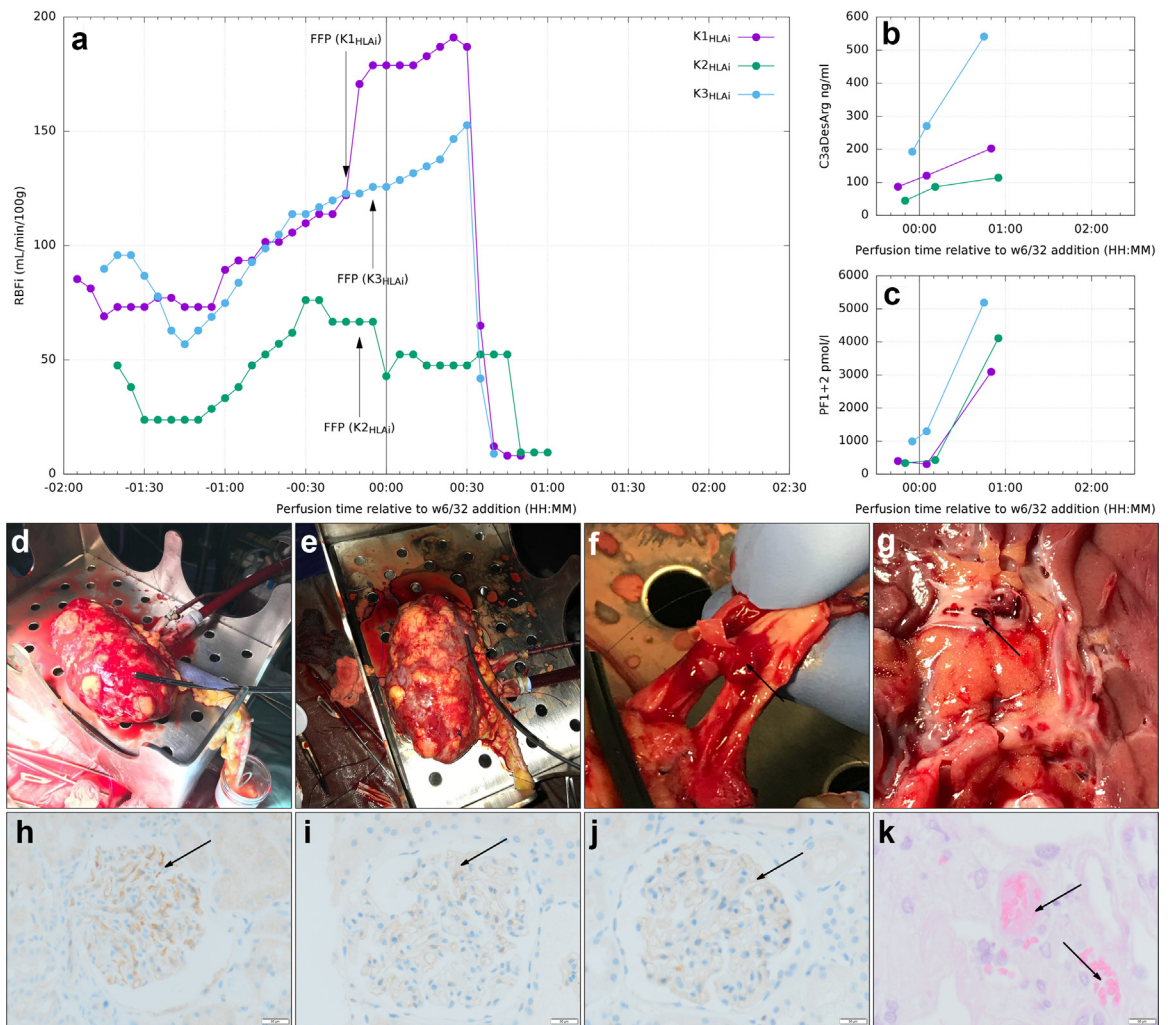 a
FFP (K1HLAi)
K1HLAi
K2HLAi
K3HLAi
200
150
100
50
0
RBFi (mL/min/100g)
FFP (K3HLAi)
FFP (K2HLAi)
-02:00 -01:30 -01:00 -00:30 00:00 00:30 01:00 01:30 02:00 02:30
Perfusion time relative to w6/32 addition (HH:MM)
b
600
500
400
300
200
100
0
C3aDesArg ng/ml
00:00 01:00 02:00
Perfusion time relative to w6/32 addition (HH:MM)
c
6000
5000
4000
3000
2000
1000
0
PF1+2 pmol/l
00:00 01:00 02:00
Perfusion time relative to w6/32 addition (HH:MM)
d
e
f
g
h
i
j
k